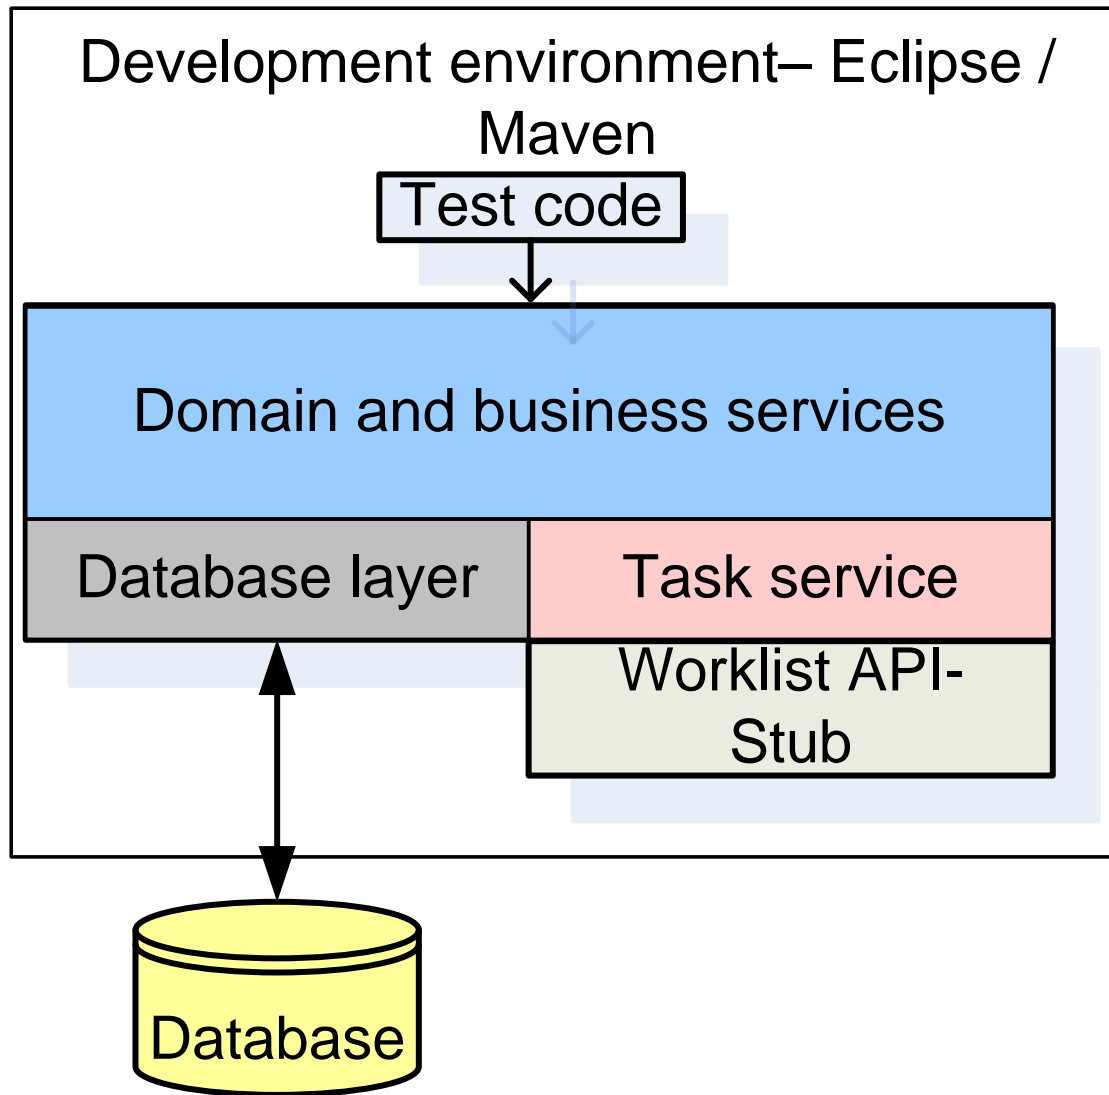 Development environment– Eclipse /
Maven
Test code
Domain and business services
Database layer
Task service
Worklist API-
Stub
Database